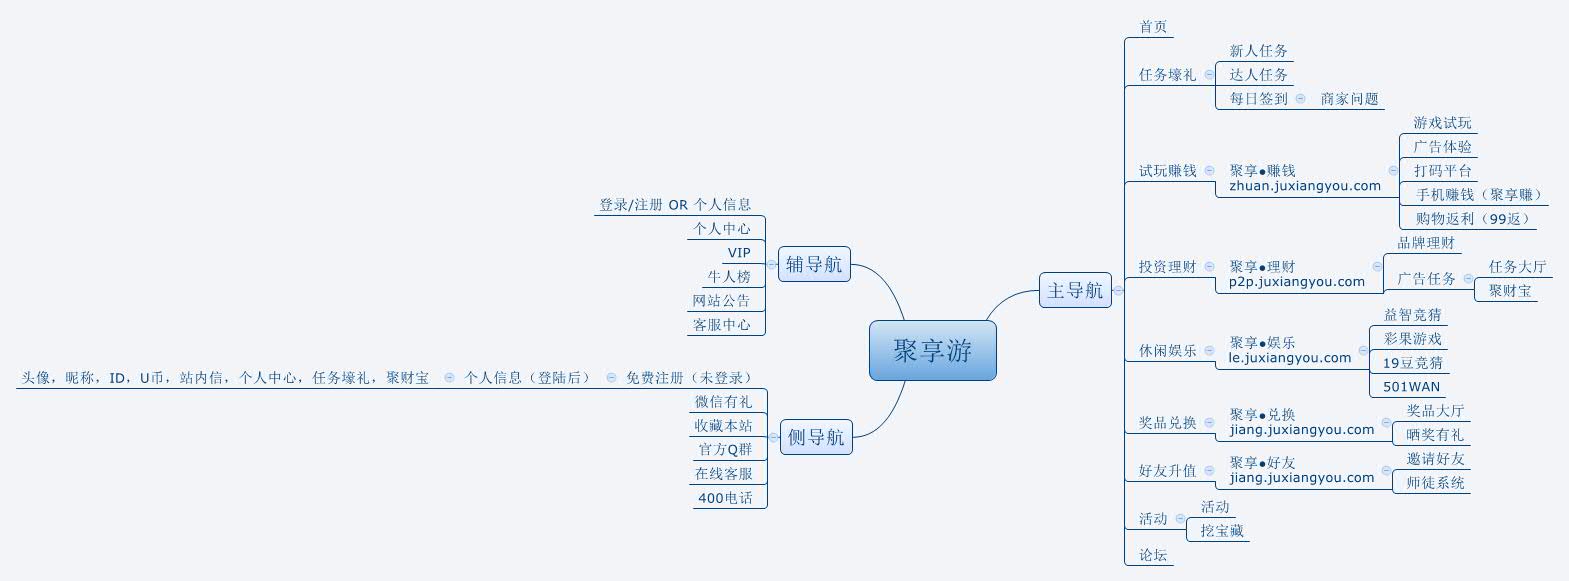 聚享游
主导航
首页
任务壕礼
新人任务
达人任务
每日签到
商家问题
试玩赚钱
聚享●赚钱
zhuan.juxiangyou.com
游戏试玩
广告体验
打码平台
手机赚钱（聚享赚）
购物返利（99返）
投资理财
聚享●理财
p2p.juxiangyou.com
品牌理财
广告任务
任务大厅
聚财宝
休闲娱乐
聚享●娱乐
le.juxiangyou.com
益智竞猜
彩果游戏
19豆竞猜
501WAN
奖品兑换
聚享●兑换
jiang.juxiangyou.com
奖品大厅
晒奖有礼
好友升值
聚享●好友
jiang.juxiangyou.com
邀请好友
师徒系统
活动
活动
挖宝藏
论坛
辅导航
登录/注册 OR 个人信息
个人中心
VIP
牛人榜
网站公告
客服中心
侧导航
免费注册（未登录）
个人信息（登陆后）
头像，昵称，ID，U币，站内信，个人中心，任务壕礼，聚财宝
微信有礼
收藏本站
官方Q群
在线客服
400电话